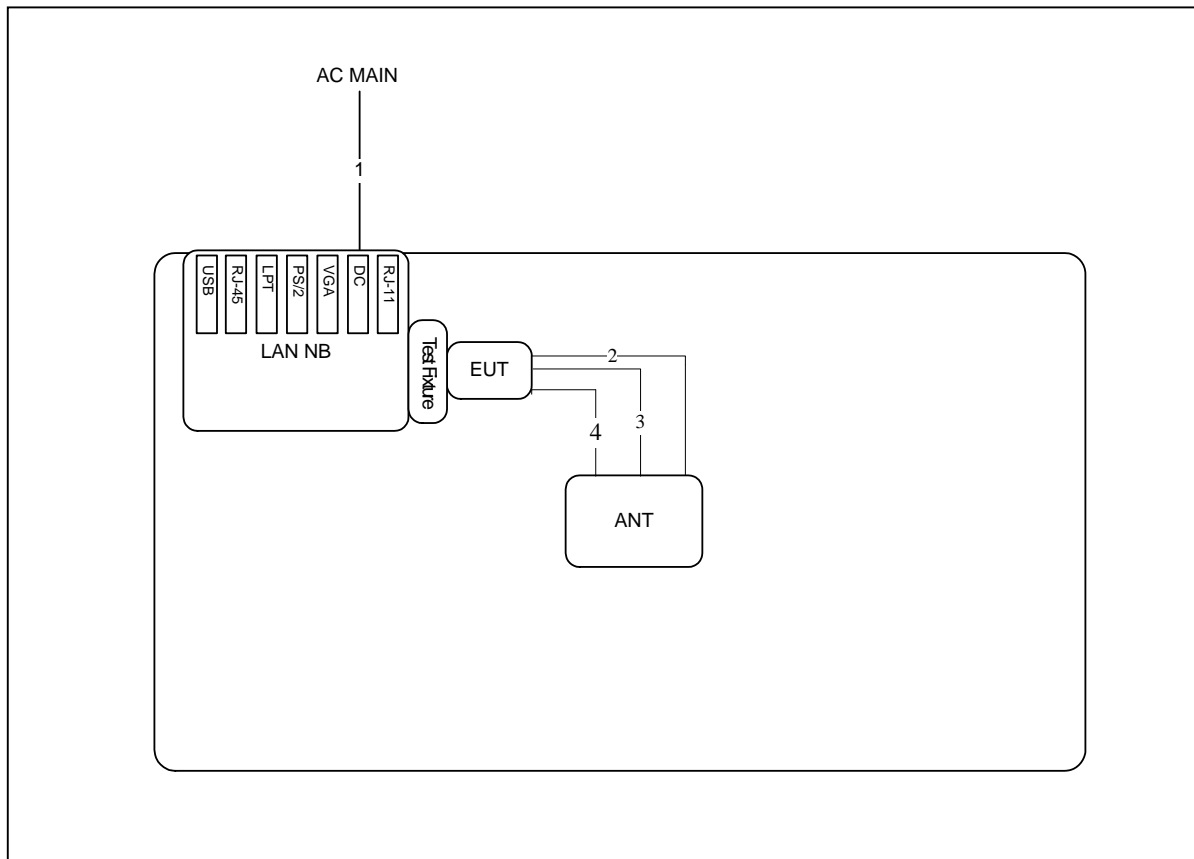 AC MAIN
1
USB
RJ-45
LPT
PS/2
VGA
DC
RJ-11
LAN NB
Test Fixture
EUT
2
3
4
ANT